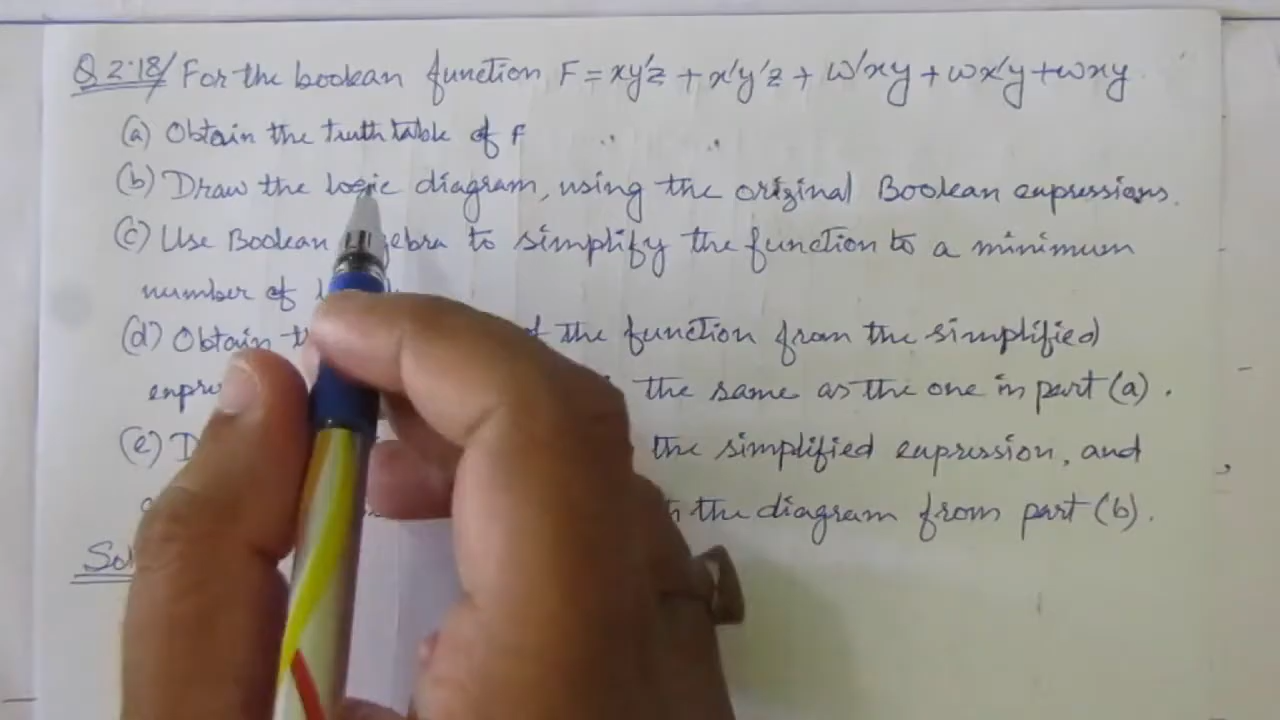 Q 2.18/ For the boolean function F = xy'z + x'y'z + w'xy + wx'y + wxy
(a) Obtain the truth table of F
(b) Draw the logic diagram, using the original Boolean expressions.
(c) Use Boolean to simplify the function to a minimum
number of
(d) Obtain the function from the simplified
the same as the one in part (a).
(e) the simplified expression, and
the diagram from part (b).